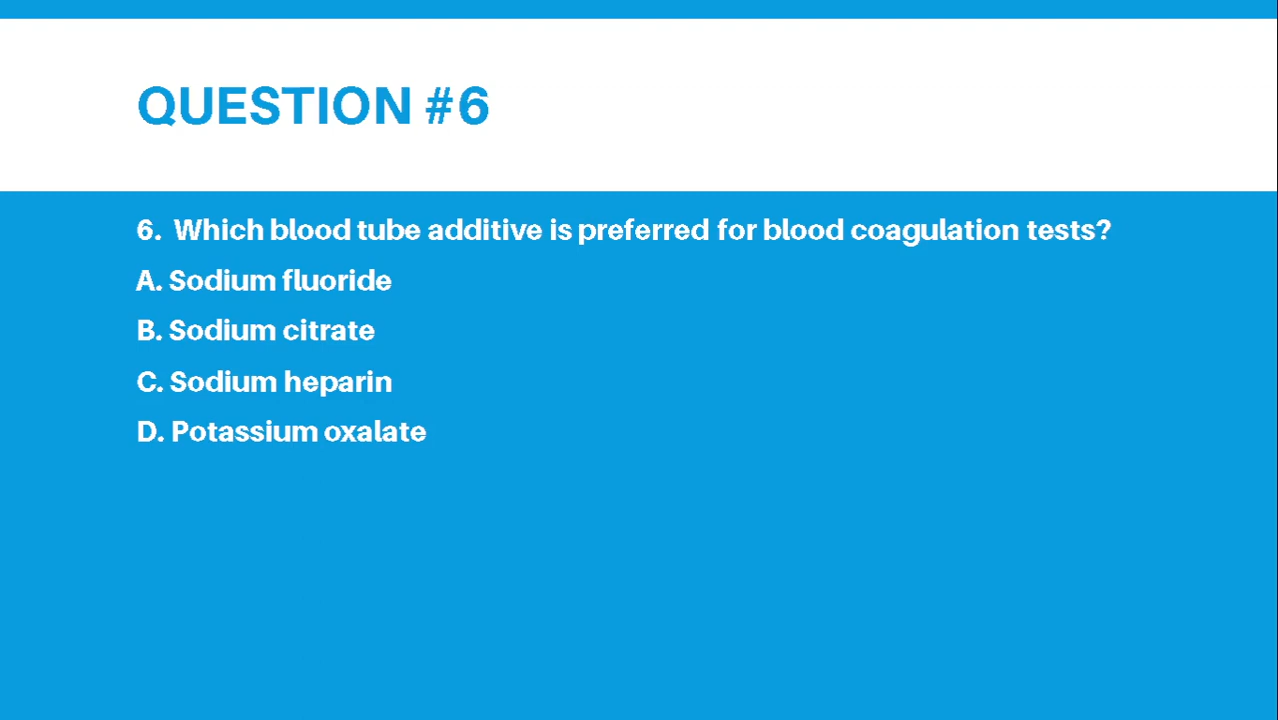 QUESTION #6
6. Which blood tube additive is preferred for blood coagulation tests?
A. Sodium fluoride
B. Sodium citrate
C. Sodium heparin
D. Potassium oxalate